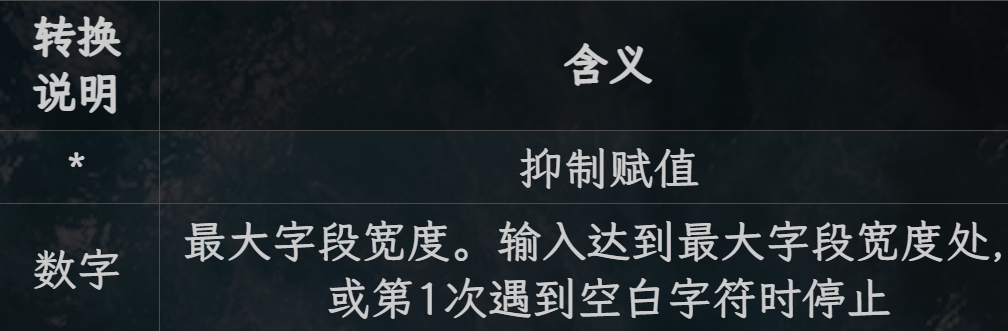 转换
说明
含义
*
抑制赋值
数字
最大字段宽度。输入达到最大字段宽度处,
或第1次遇到空白字符时停止